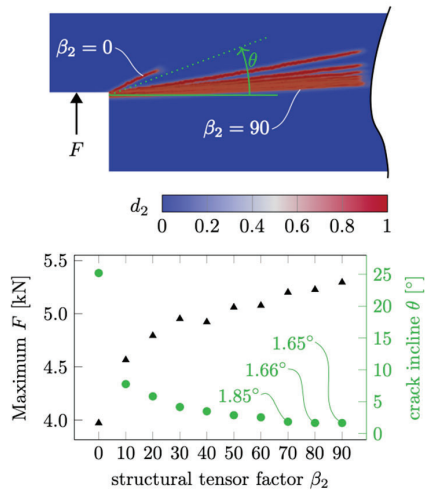 β₂ = 0
θ
β₂ = 90
F
d₂
0 0.2 0.4 0.6 0.8 1
Maximum F [kN]
5.5
5.0
4.5
4.0
crack incline θ [°]
25
20
15
10
5
0
1.65°
1.66°
1.85°
0 10 20 30 40 50 60 70 80 90
structural tensor factor β₂